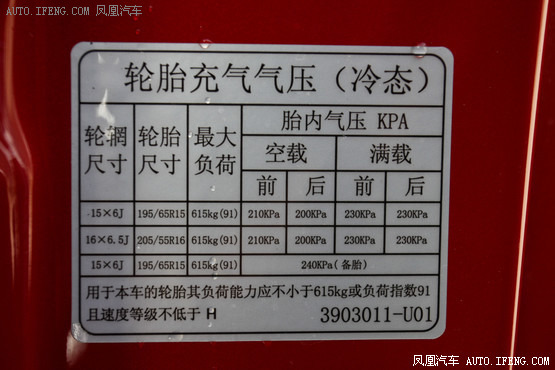 AUTO.IFENG.COM 凤凰汽车
轮胎充气气压（冷态）
轮辋尺寸 轮胎尺寸 最大负荷 胎内气压 KPA
空载 满载
前 后 前 后
15×6J 195/65R15 615kg(91) 210KPa 200KPa 230KPa 230KPa
16×6.5J 205/55R16 615kg(91) 210KPa 200KPa 230KPa 230KPa
15×6J 195/65R15 615kg(91) 240KPa(备胎)
用于本车的轮胎其负荷能力应不小于615kg或负荷指数91
且速度等级不低于 H 3903011-U01
凤凰汽车 AUTO.IFENG.COM